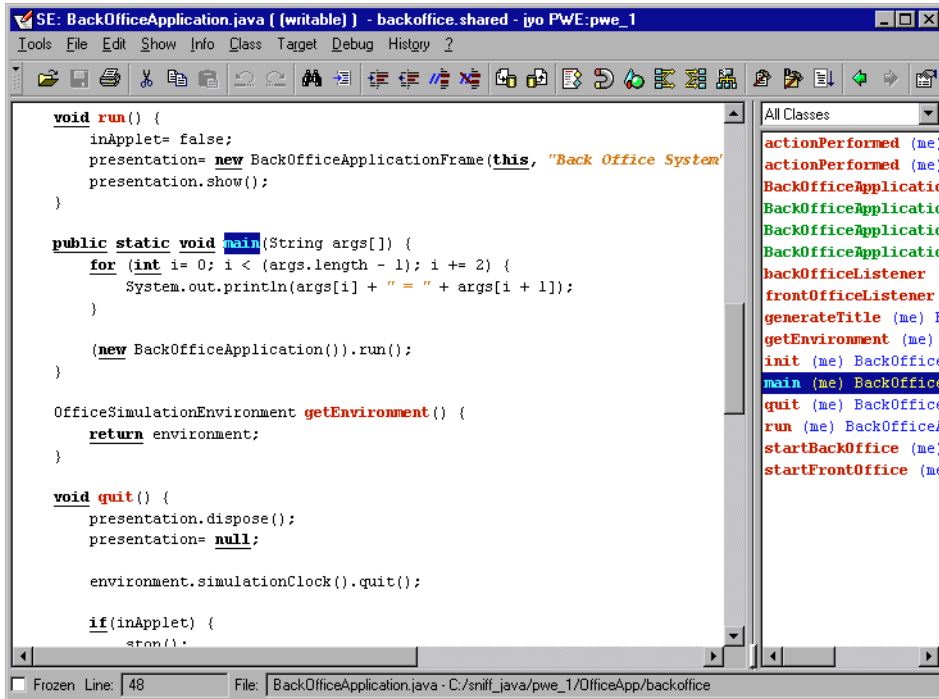 SE: BackOfficeApplication.java ( (writable) ) - backoffice.shared - jyo PWE:pwe_1
Tools File Edit Show Info Class Target Debug History ?
void run() {
inApplet= false;
presentation= new BackOfficeApplicationFrame(this, "Back Office System"
presentation.show();
}
public static void main(String args[]) {
for (int i= 0; i < (args.length - 1); i += 2) {
System.out.println(args[i] + " = " + args[i + 1]);
}
(new BackOfficeApplication()).run();
}
OfficeSimulationEnvironment getEnvironment() {
return environment;
}
void quit() {
presentation.dispose();
presentation= null;
environment.simulationClock().quit();
if(inApplet) {
stop();
All Classes
actionPerformed (me)
actionPerformed (me)
BackOfficeApplicatio
BackOfficeApplicatio
BackOfficeApplicatio
BackOfficeApplicatio
backOfficeListener
frontOfficeListener
generateTitle (me) B
getEnvironment (me)
init (me) BackOffice
main (me) BackOffice
quit (me) BackOffice
run (me) BackOfficeA
startBackOffice (me)
startFrontOffice (me
Frozen Line: 48 File: BackOfficeApplication.java - C:/sniff_java/pwe_1/OfficeApp/backoffice